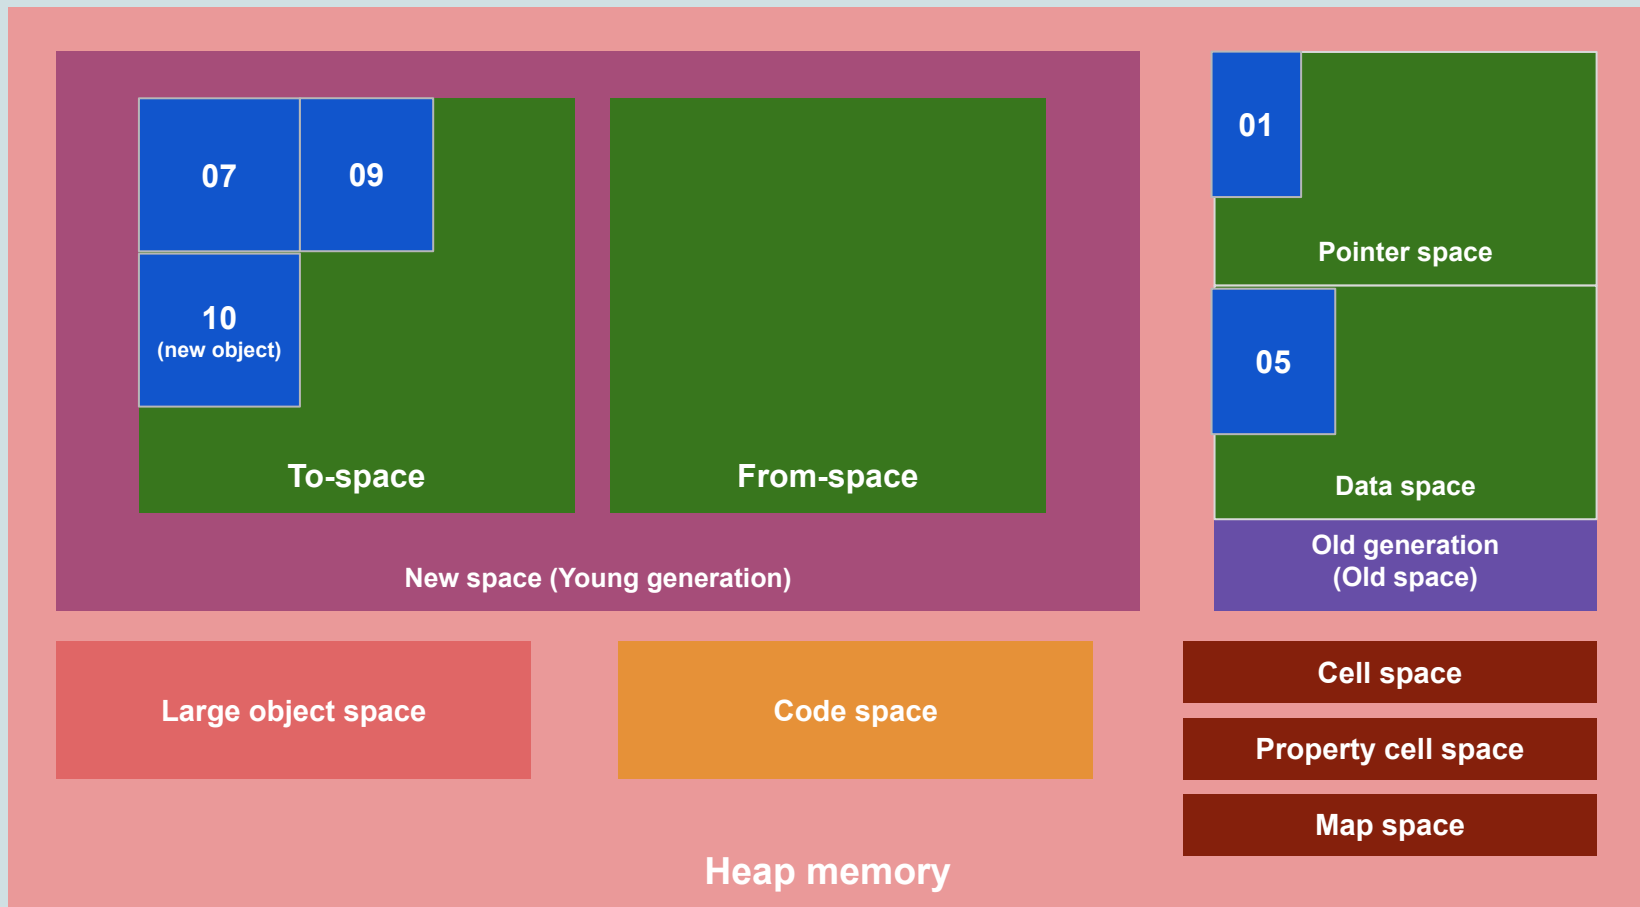 07
09
10
(new object)
To-space
From-space
New space (Young generation)
01
Pointer space
05
Data space
Old generation
(Old space)
Large object space
Code space
Cell space
Property cell space
Map space
Heap memory